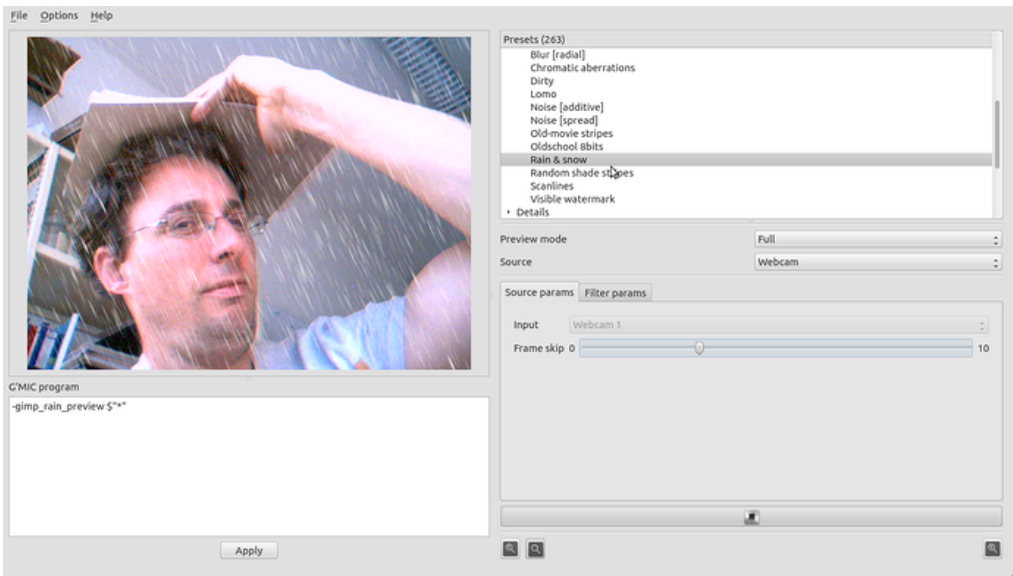 File Options Help
Presets (263)
Blur [radial]
Chromatic aberrations
Dirty
Lomo
Noise [additive]
Noise [spread]
Old-movie stripes
Oldschool 8bits
Rain & snow
Random shade stripes
Scanlines
Visible watermark
Details
Preview mode Full
Source Webcam
Source params Filter params
Input Webcam 1
Frame skip 0 10
G'MIC program
-gimp_rain_preview $"*"
Apply